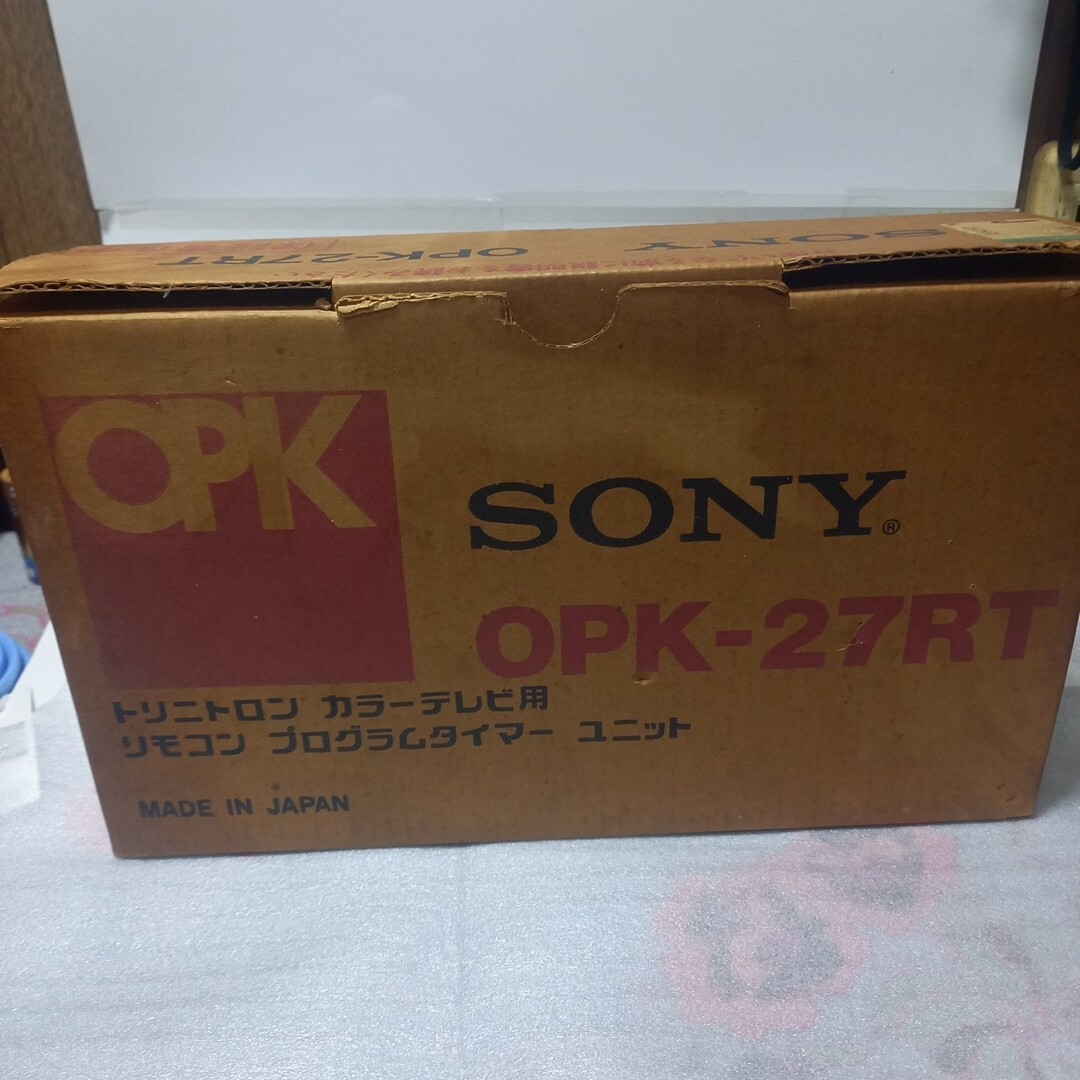 SONY
OPK-27RT
OPK
SONY®
OPK-27RT
トリニトロン カラーテレビ用
リモコン プログラムタイマー ユニット
MADE IN JAPAN